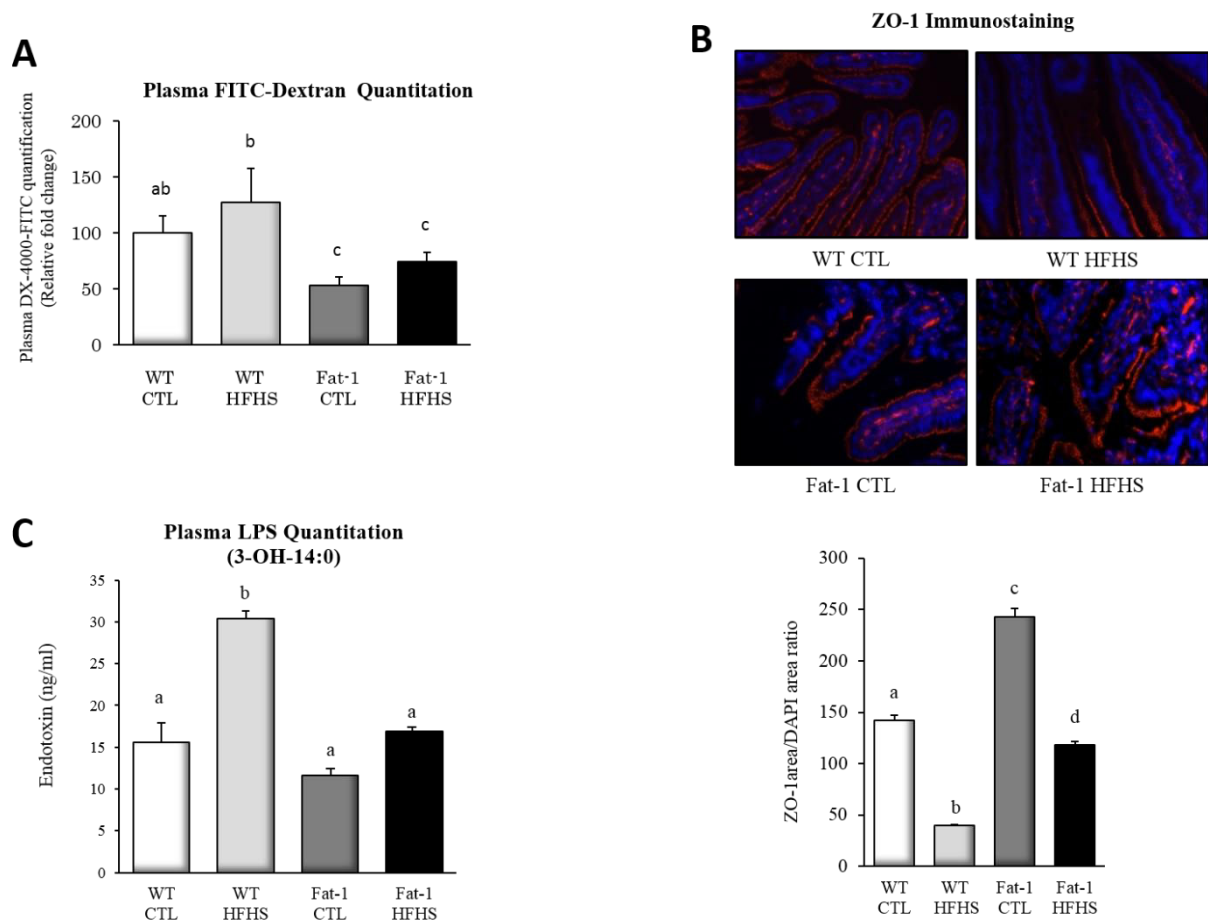 A
Plasma FITC-Dextran Quantitation
Plasma DX-4000-FITC quantification
(Relative fold change)
200
150
100
50
0
ab
b
c
c
WT
CTL
WT
HFHS
Fat-1
CTL
Fat-1
HFHS
B
ZO-1 Immunostaining
WT CTL
WT HFHS
Fat-1 CTL
Fat-1 HFHS
C
Plasma LPS Quantitation
(3-OH-14:0)
Endotoxin (ng/ml)
35
30
25
20
15
10
5
0
a
b
a
a
WT
CTL
WT
HFHS
Fat-1
CTL
Fat-1
HFHS
ZO-1area/DAPI area ratio
300
250
200
150
100
50
0
a
b
c
d
WT
CTL
WT
HFHS
Fat-1
CTL
Fat-1
HFHS